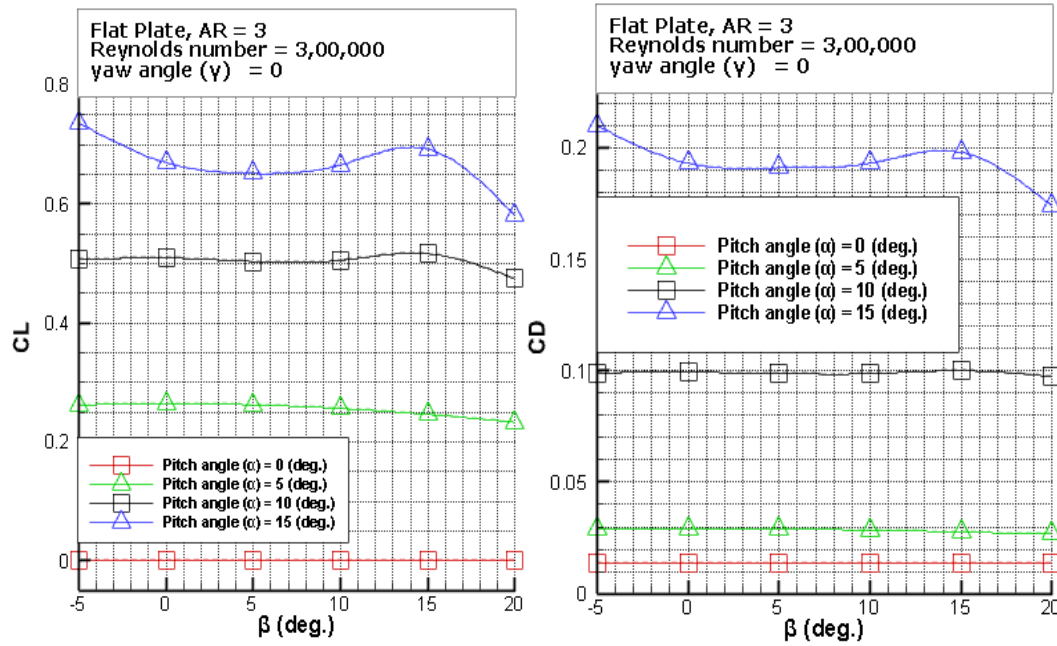 Flat Plate, AR = 3
Reynolds number = 3,00,000
yaw angle (γ) = 0
0.8
0.6
0.4
0.2
0
CL
Pitch angle (α) = 0 (deg.)
Pitch angle (α) = 5 (deg.)
Pitch angle (α) = 10 (deg.)
Pitch angle (α) = 15 (deg.)
-5 0 5 10 15 20
β (deg.)
Flat Plate, AR = 3
Reynolds number = 3,00,000
yaw angle (γ) = 0
0.2
0.15
0.1
0.05
0
CD
Pitch angle (α) = 0 (deg.)
Pitch angle (α) = 5 (deg.)
Pitch angle (α) = 10 (deg.)
Pitch angle (α) = 15 (deg.)
-5 0 5 10 15 20
β (deg.)